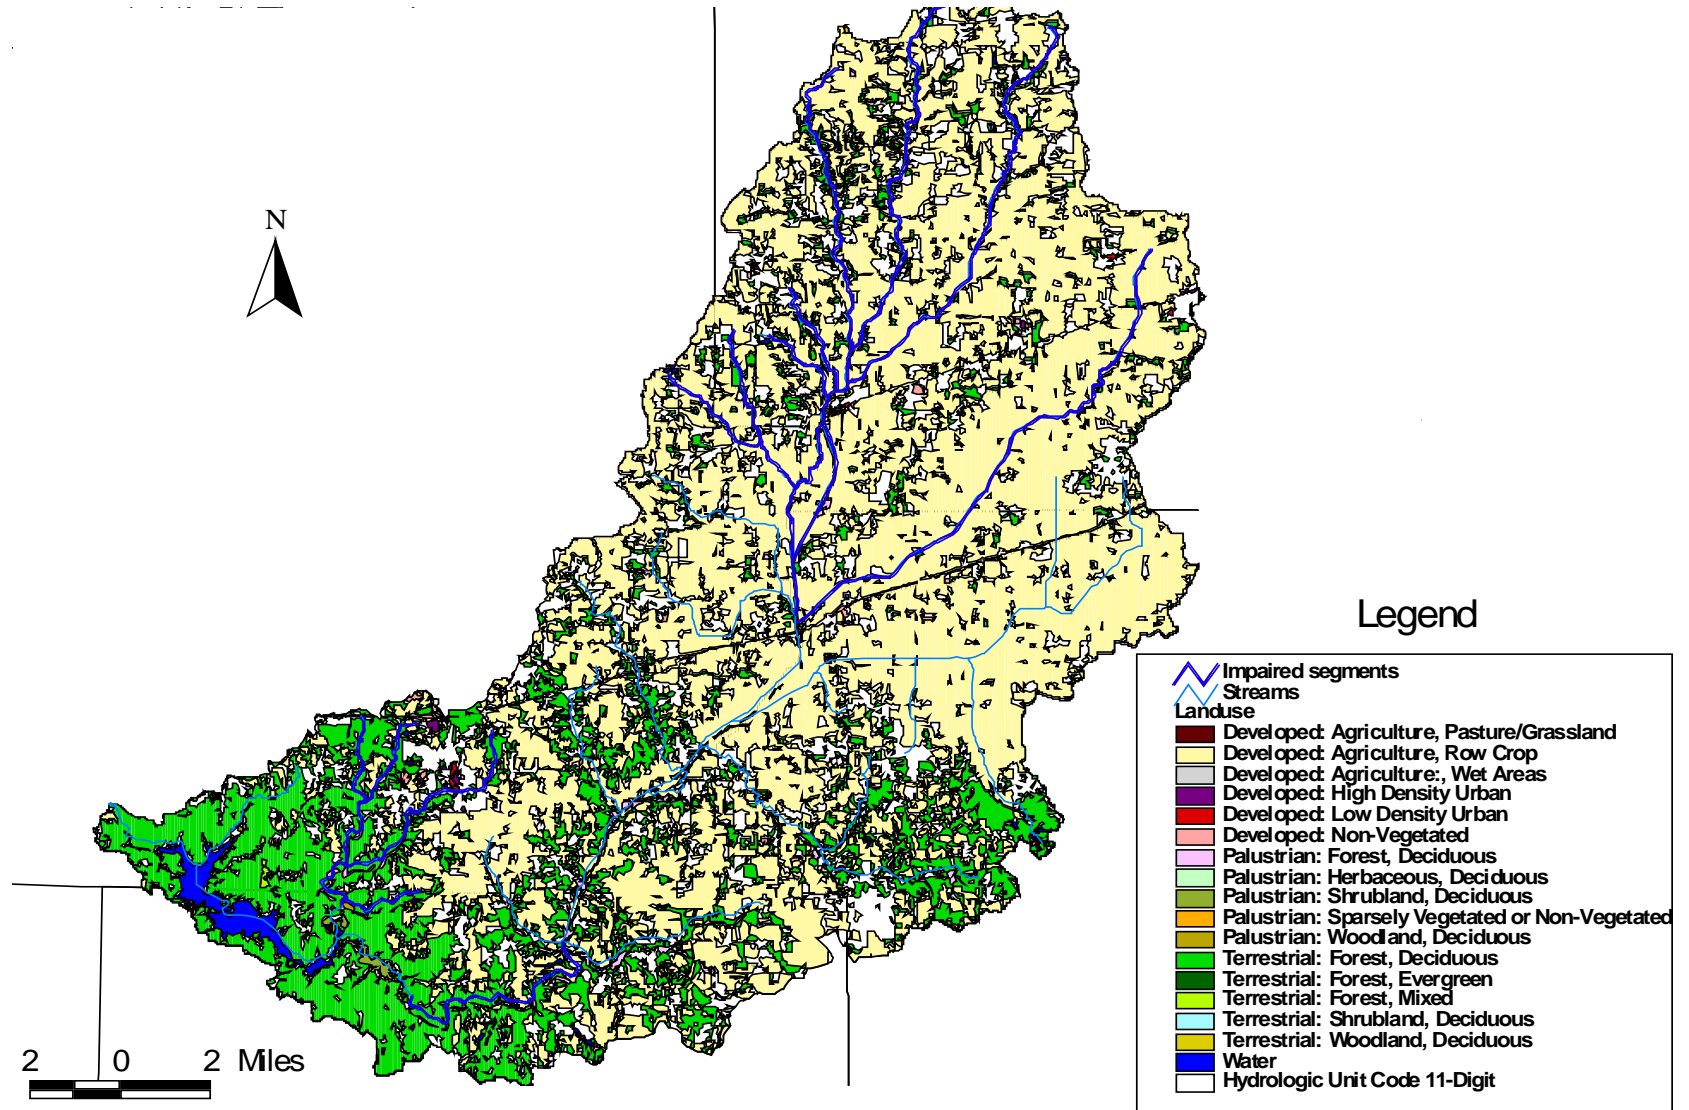 Site 48
N
Legend
Impaired segments
Streams
Landuse
Developed: Agriculture, Pasture/Grassland
Developed: Agriculture, Row Crop
Developed: Agriculture:, Wet Areas
Developed: High Density Urban
Developed: Low Density Urban
Developed: Non-Vegetated
Palustrian: Forest, Deciduous
Palustrian: Herbaceous, Deciduous
Palustrian: Shrubland, Deciduous
Palustrian: Sparsely Vegetated or Non-Vegetated
Palustrian: Woodland, Deciduous
Terrestrial: Forest, Deciduous
Terrestrial: Forest, Evergreen
Terrestrial: Forest, Mixed
Terrestrial: Shrubland, Deciduous
Terrestrial: Woodland, Deciduous
Water
Hydrologic Unit Code 11-Digit
2 0 2 Miles